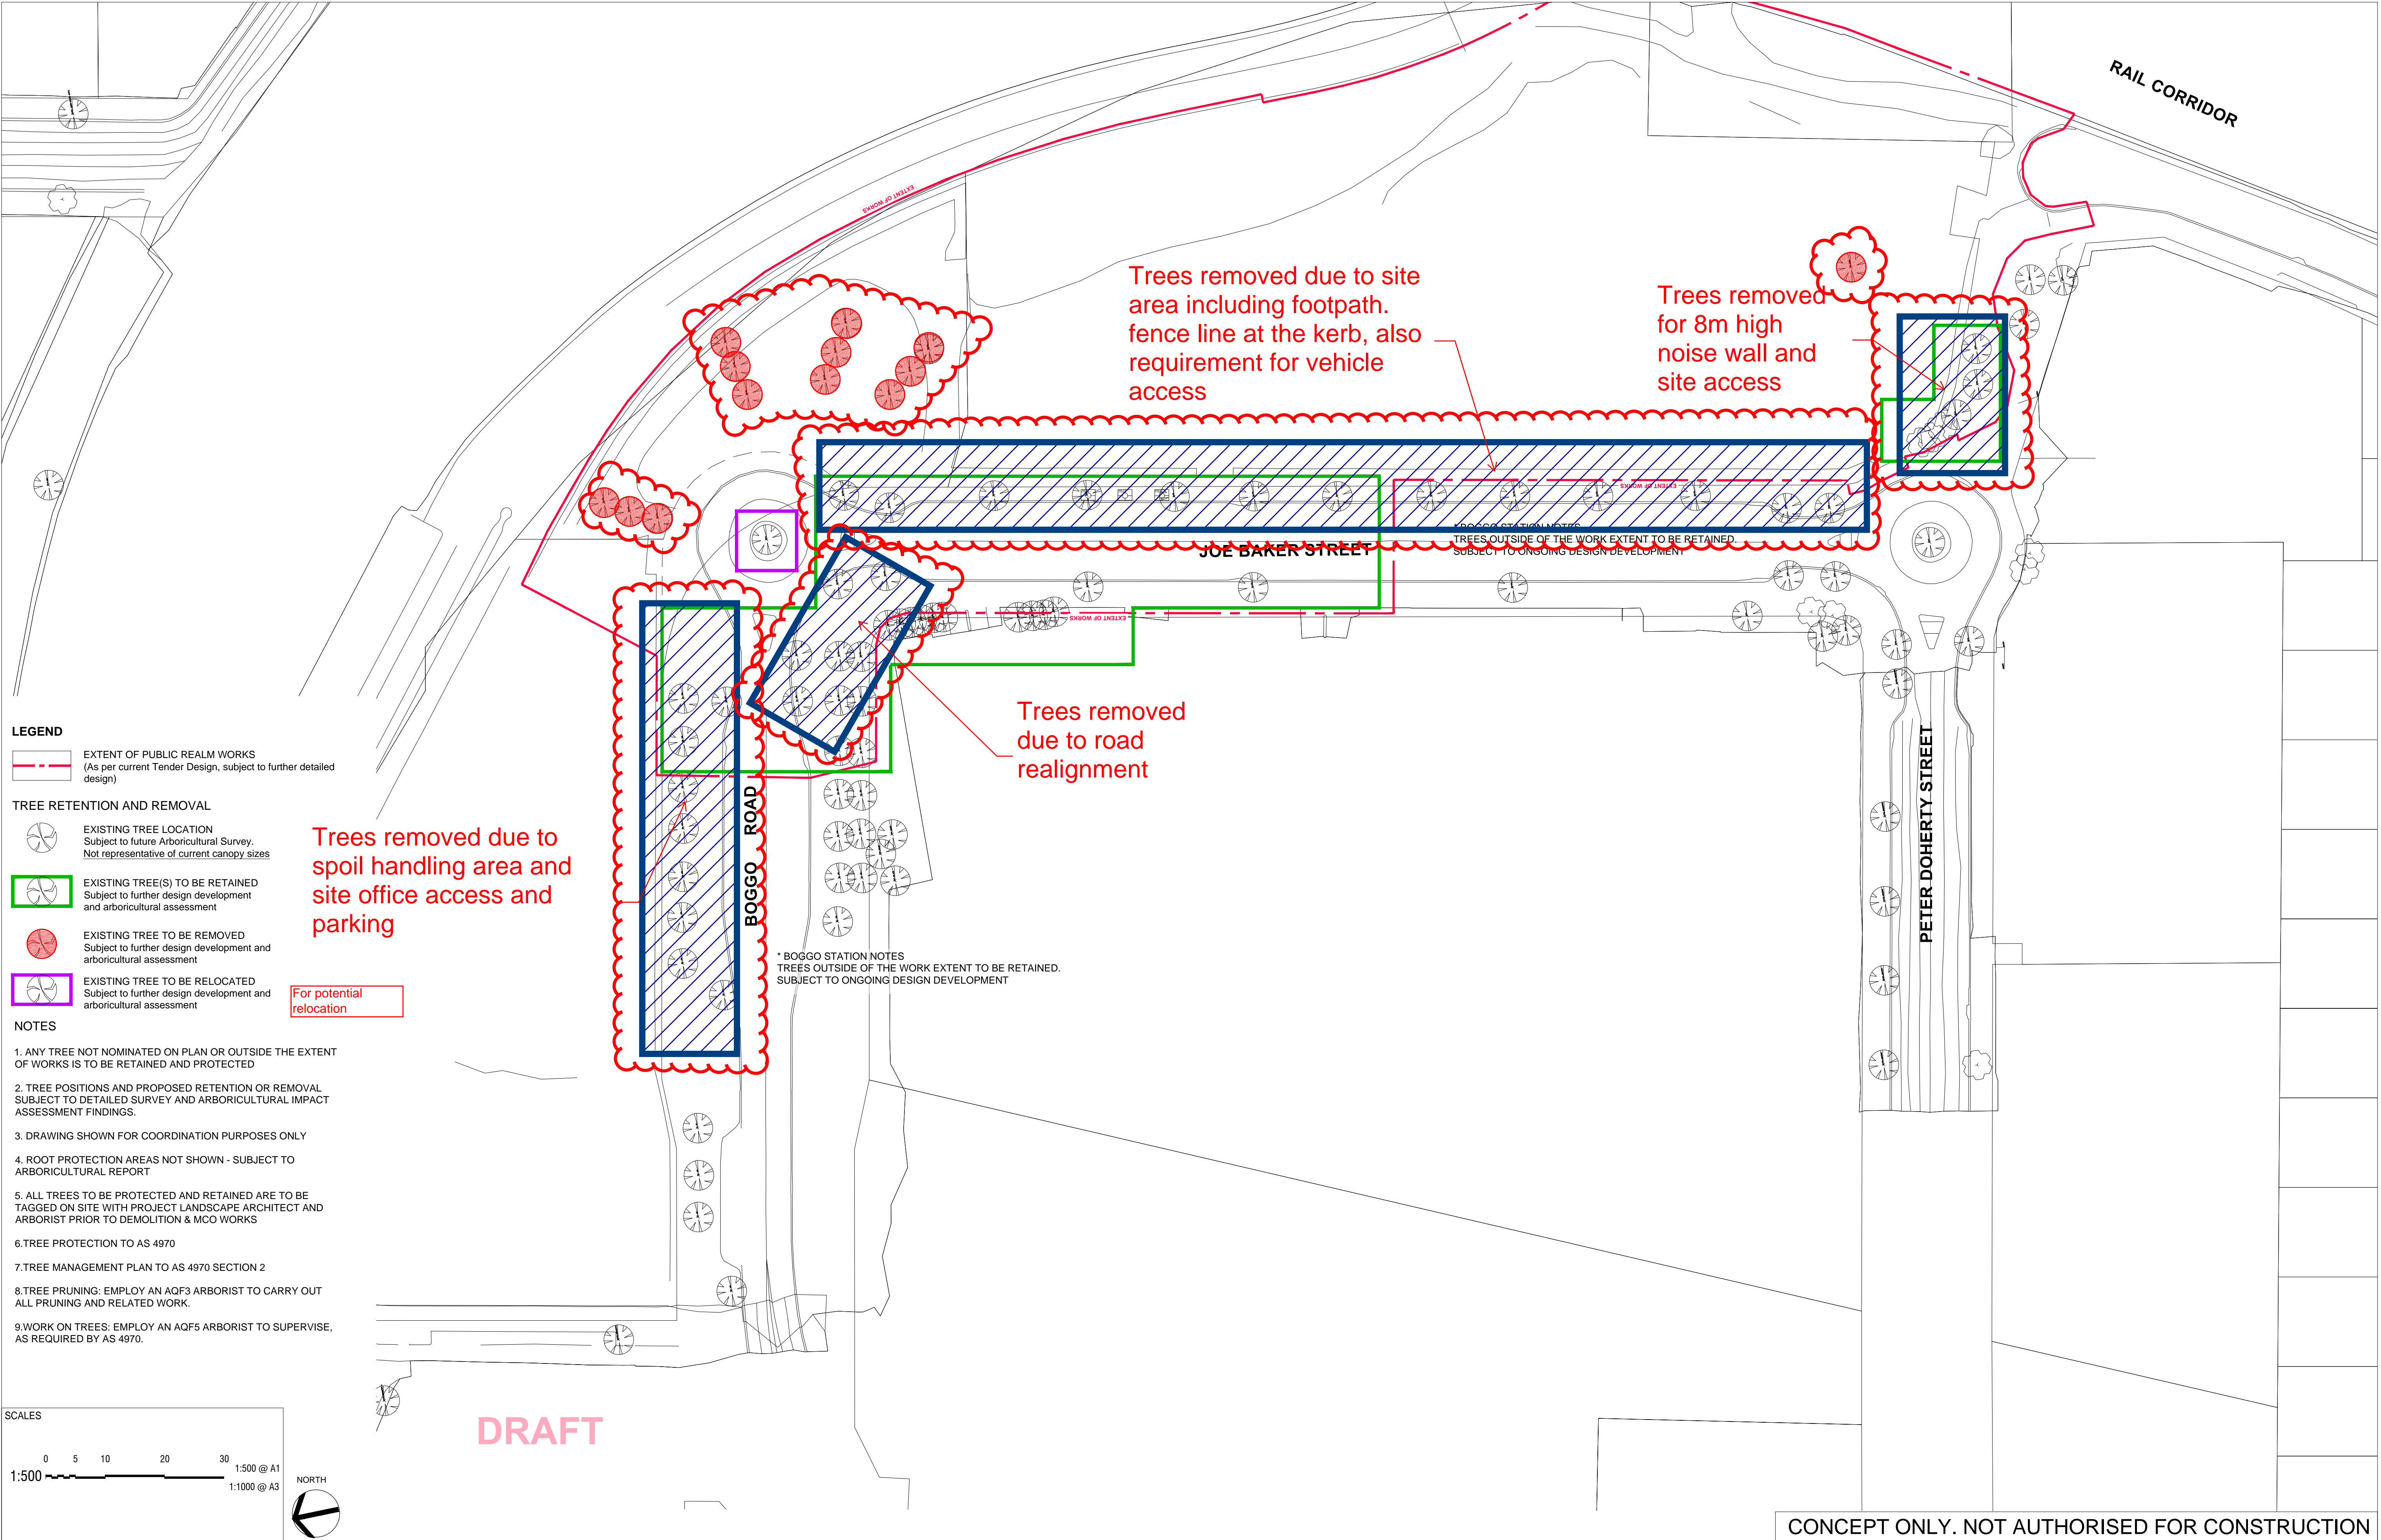 RAIL CORRIDOR
EXTENT OF WORKS
Trees removed due to site
area including footpath.
fence line at the kerb, also
requirement for vehicle
access
Trees removed
for 8m high
noise wall and
site access
EXTENT OF WORKS
* BOGGO STATION NOTES
TREES OUTSIDE OF THE WORK EXTENT TO BE RETAINED.
SUBJECT TO ONGOING DESIGN DEVELOPMENT
JOE BAKER STREET
EXTENT OF WORKS
Trees removed
due to road
realignment
PETER DOHERTY STREET
BOGGO ROAD
Trees removed due to
spoil handling area and
site office access and
parking
* BOGGO STATION NOTES
TREES OUTSIDE OF THE WORK EXTENT TO BE RETAINED.
SUBJECT TO ONGOING DESIGN DEVELOPMENT
LEGEND
EXTENT OF PUBLIC REALM WORKS
(As per current Tender Design, subject to further detailed
design)
TREE RETENTION AND REMOVAL
EXISTING TREE LOCATION
Subject to future Arboricultural Survey.
Not representative of current canopy sizes
EXISTING TREE(S) TO BE RETAINED
Subject to further design development
and arboricultural assessment
EXISTING TREE TO BE REMOVED
Subject to further design development and
arboricultural assessment
EXISTING TREE TO BE RELOCATED
Subject to further design development and
arboricultural assessment
For potential
relocation
NOTES
1. ANY TREE NOT NOMINATED ON PLAN OR OUTSIDE THE EXTENT
OF WORKS IS TO BE RETAINED AND PROTECTED
2. TREE POSITIONS AND PROPOSED RETENTION OR REMOVAL
SUBJECT TO DETAILED SURVEY AND ARBORICULTURAL IMPACT
ASSESSMENT FINDINGS.
3. DRAWING SHOWN FOR COORDINATION PURPOSES ONLY
4. ROOT PROTECTION AREAS NOT SHOWN - SUBJECT TO
ARBORICULTURAL REPORT
5. ALL TREES TO BE PROTECTED AND RETAINED ARE TO BE
TAGGED ON SITE WITH PROJECT LANDSCAPE ARCHITECT AND
ARBORIST PRIOR TO DEMOLITION & MCO WORKS
6.TREE PROTECTION TO AS 4970
7.TREE MANAGEMENT PLAN TO AS 4970 SECTION 2
8.TREE PRUNING: EMPLOY AN AQF3 ARBORIST TO CARRY OUT
ALL PRUNING AND RELATED WORK.
9.WORK ON TREES: EMPLOY AN AQF5 ARBORIST TO SUPERVISE,
AS REQUIRED BY AS 4970.
SCALES
0 5 10 20 30
1:500
1:500 @ A1
1:1000 @ A3
NORTH
DRAFT
CONCEPT ONLY. NOT AUTHORISED FOR CONSTRUCTION